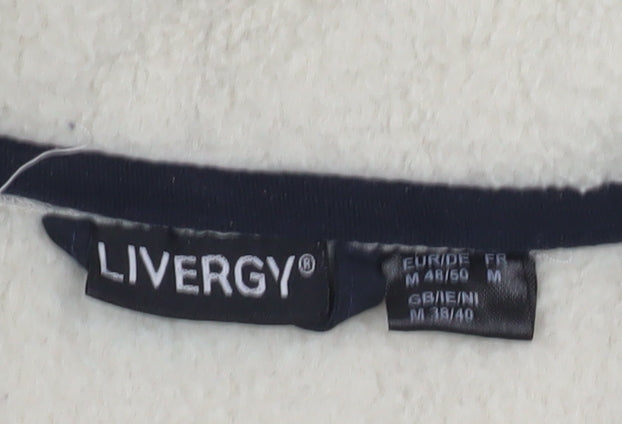 LIVERGY®
EUR/DE FR
M 48/50 M
GB/IE/NI
M 38/40